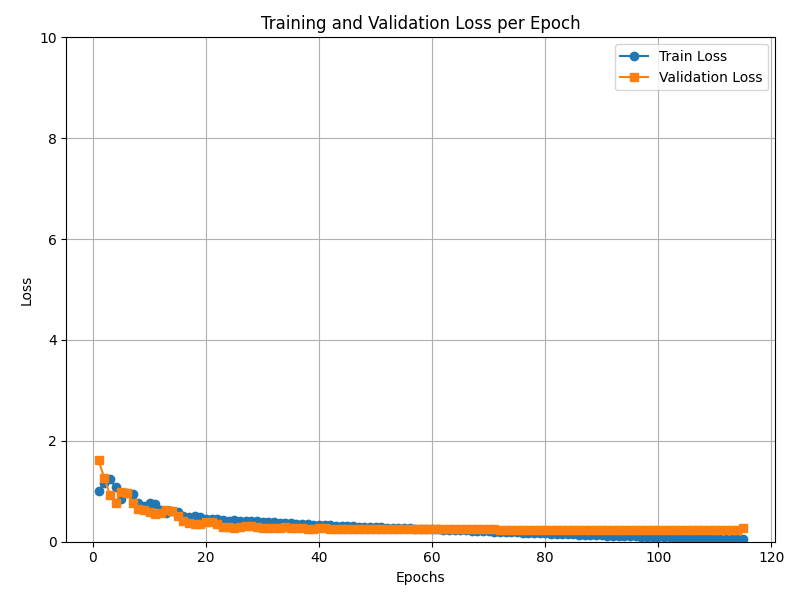 Training and Validation Loss per Epoch
Train Loss
Validation Loss
10
8
6
4
2
0
Loss
0 20 40 60 80 100 120
Epochs